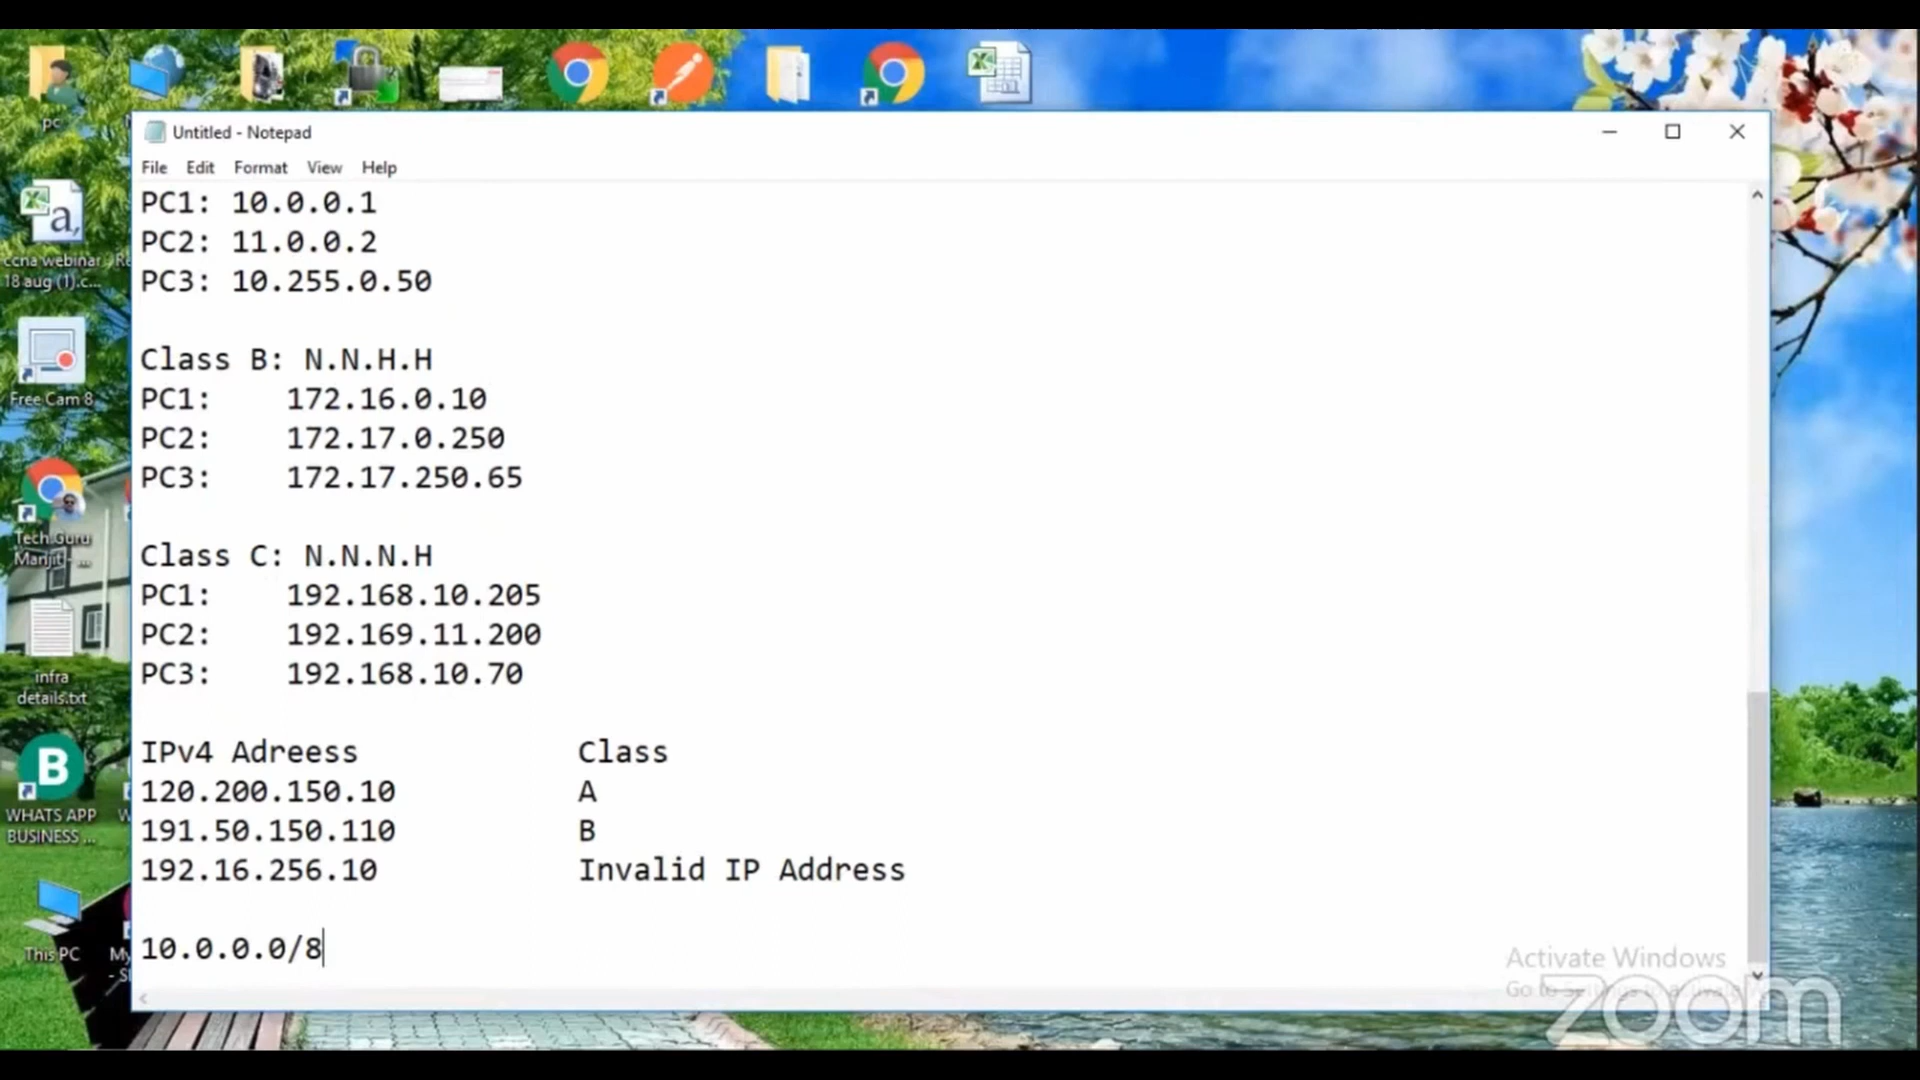 pc
Untitled - Notepad
File Edit Format View Help
PC1: 10.0.0.1
PC2: 11.0.0.2
PC3: 10.255.0.50
Class B: N.N.H.H
PC1: 172.16.0.10
PC2: 172.17.0.250
PC3: 172.17.250.65
Class C: N.N.N.H
PC1: 192.168.10.205
PC2: 192.169.11.200
PC3: 192.168.10.70
IPv4 Adreess Class
120.200.150.10 A
191.50.150.110 B
192.16.256.10 Invalid IP Address
10.0.0.0/8
ccna webinar
18 aug (1).c...
Free Cam 8
Tech Guru
Manjit - ...
infra
details.txt
B
WHATS APP
BUSINESS ...
This PC
Activate Windows
Go to Settings to activate
zoom